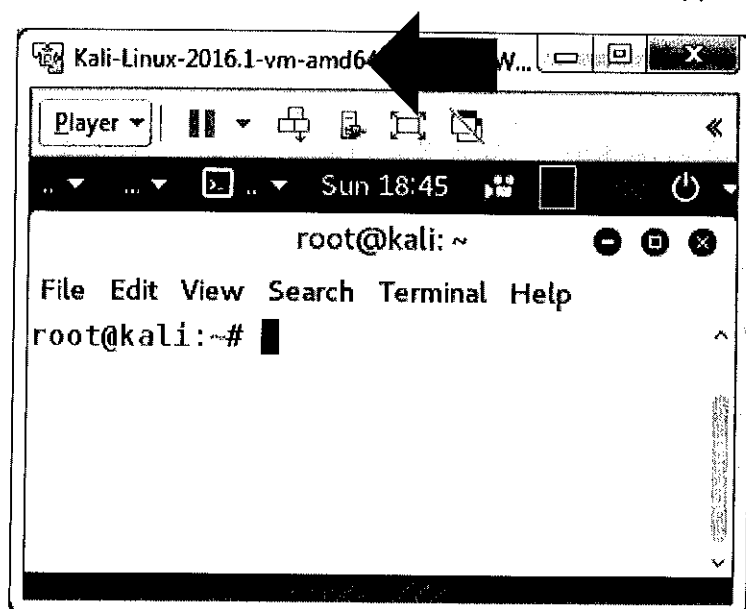 Kali-Linux-2016.1-vm-amd64 W...
Player
.. ... .. Sun 18:45
root@kali: ~
File Edit View Search Terminal Help
root@kali:~#